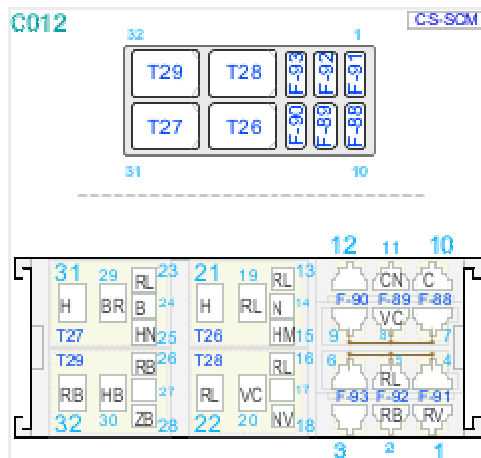 C012 CS-SCM
32 1
T29 T28 F-93 F-92 F-91
T27 T26 F-90 F-89 F-88
31 10
12 11 10
31 29 RL 23 21 19 RL 13 CN C
H BR B 24 H RL N 14 F-90 F-89 F-88
T27 HN 25 T26 HM 15 VC
9 8 7
T29 RB 26 T28 RL 16 6 5 4
RB HB 27 RL VC 17 RL
F-93 F-92 F-91
32 30 ZB 28 22 20 NV 18 RB RV
3 2 1